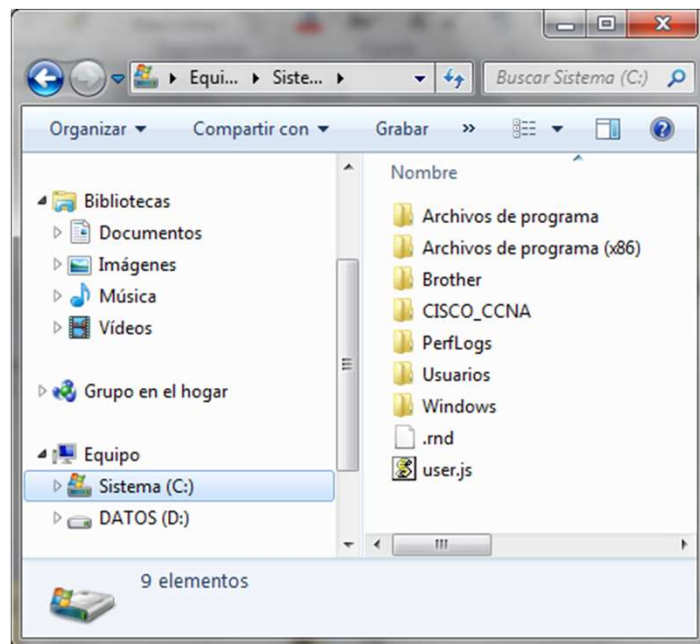 Equi... Siste... Buscar Sistema (C:)
Organizar Compartir con Grabar »
Bibliotecas
Documentos
Imágenes
Música
Vídeos
Grupo en el hogar
Equipo
Sistema (C:)
DATOS (D:)
Nombre
Archivos de programa
Archivos de programa (x86)
Brother
CISCO_CCNA
PerfLogs
Usuarios
Windows
.rnd
user.js
9 elementos